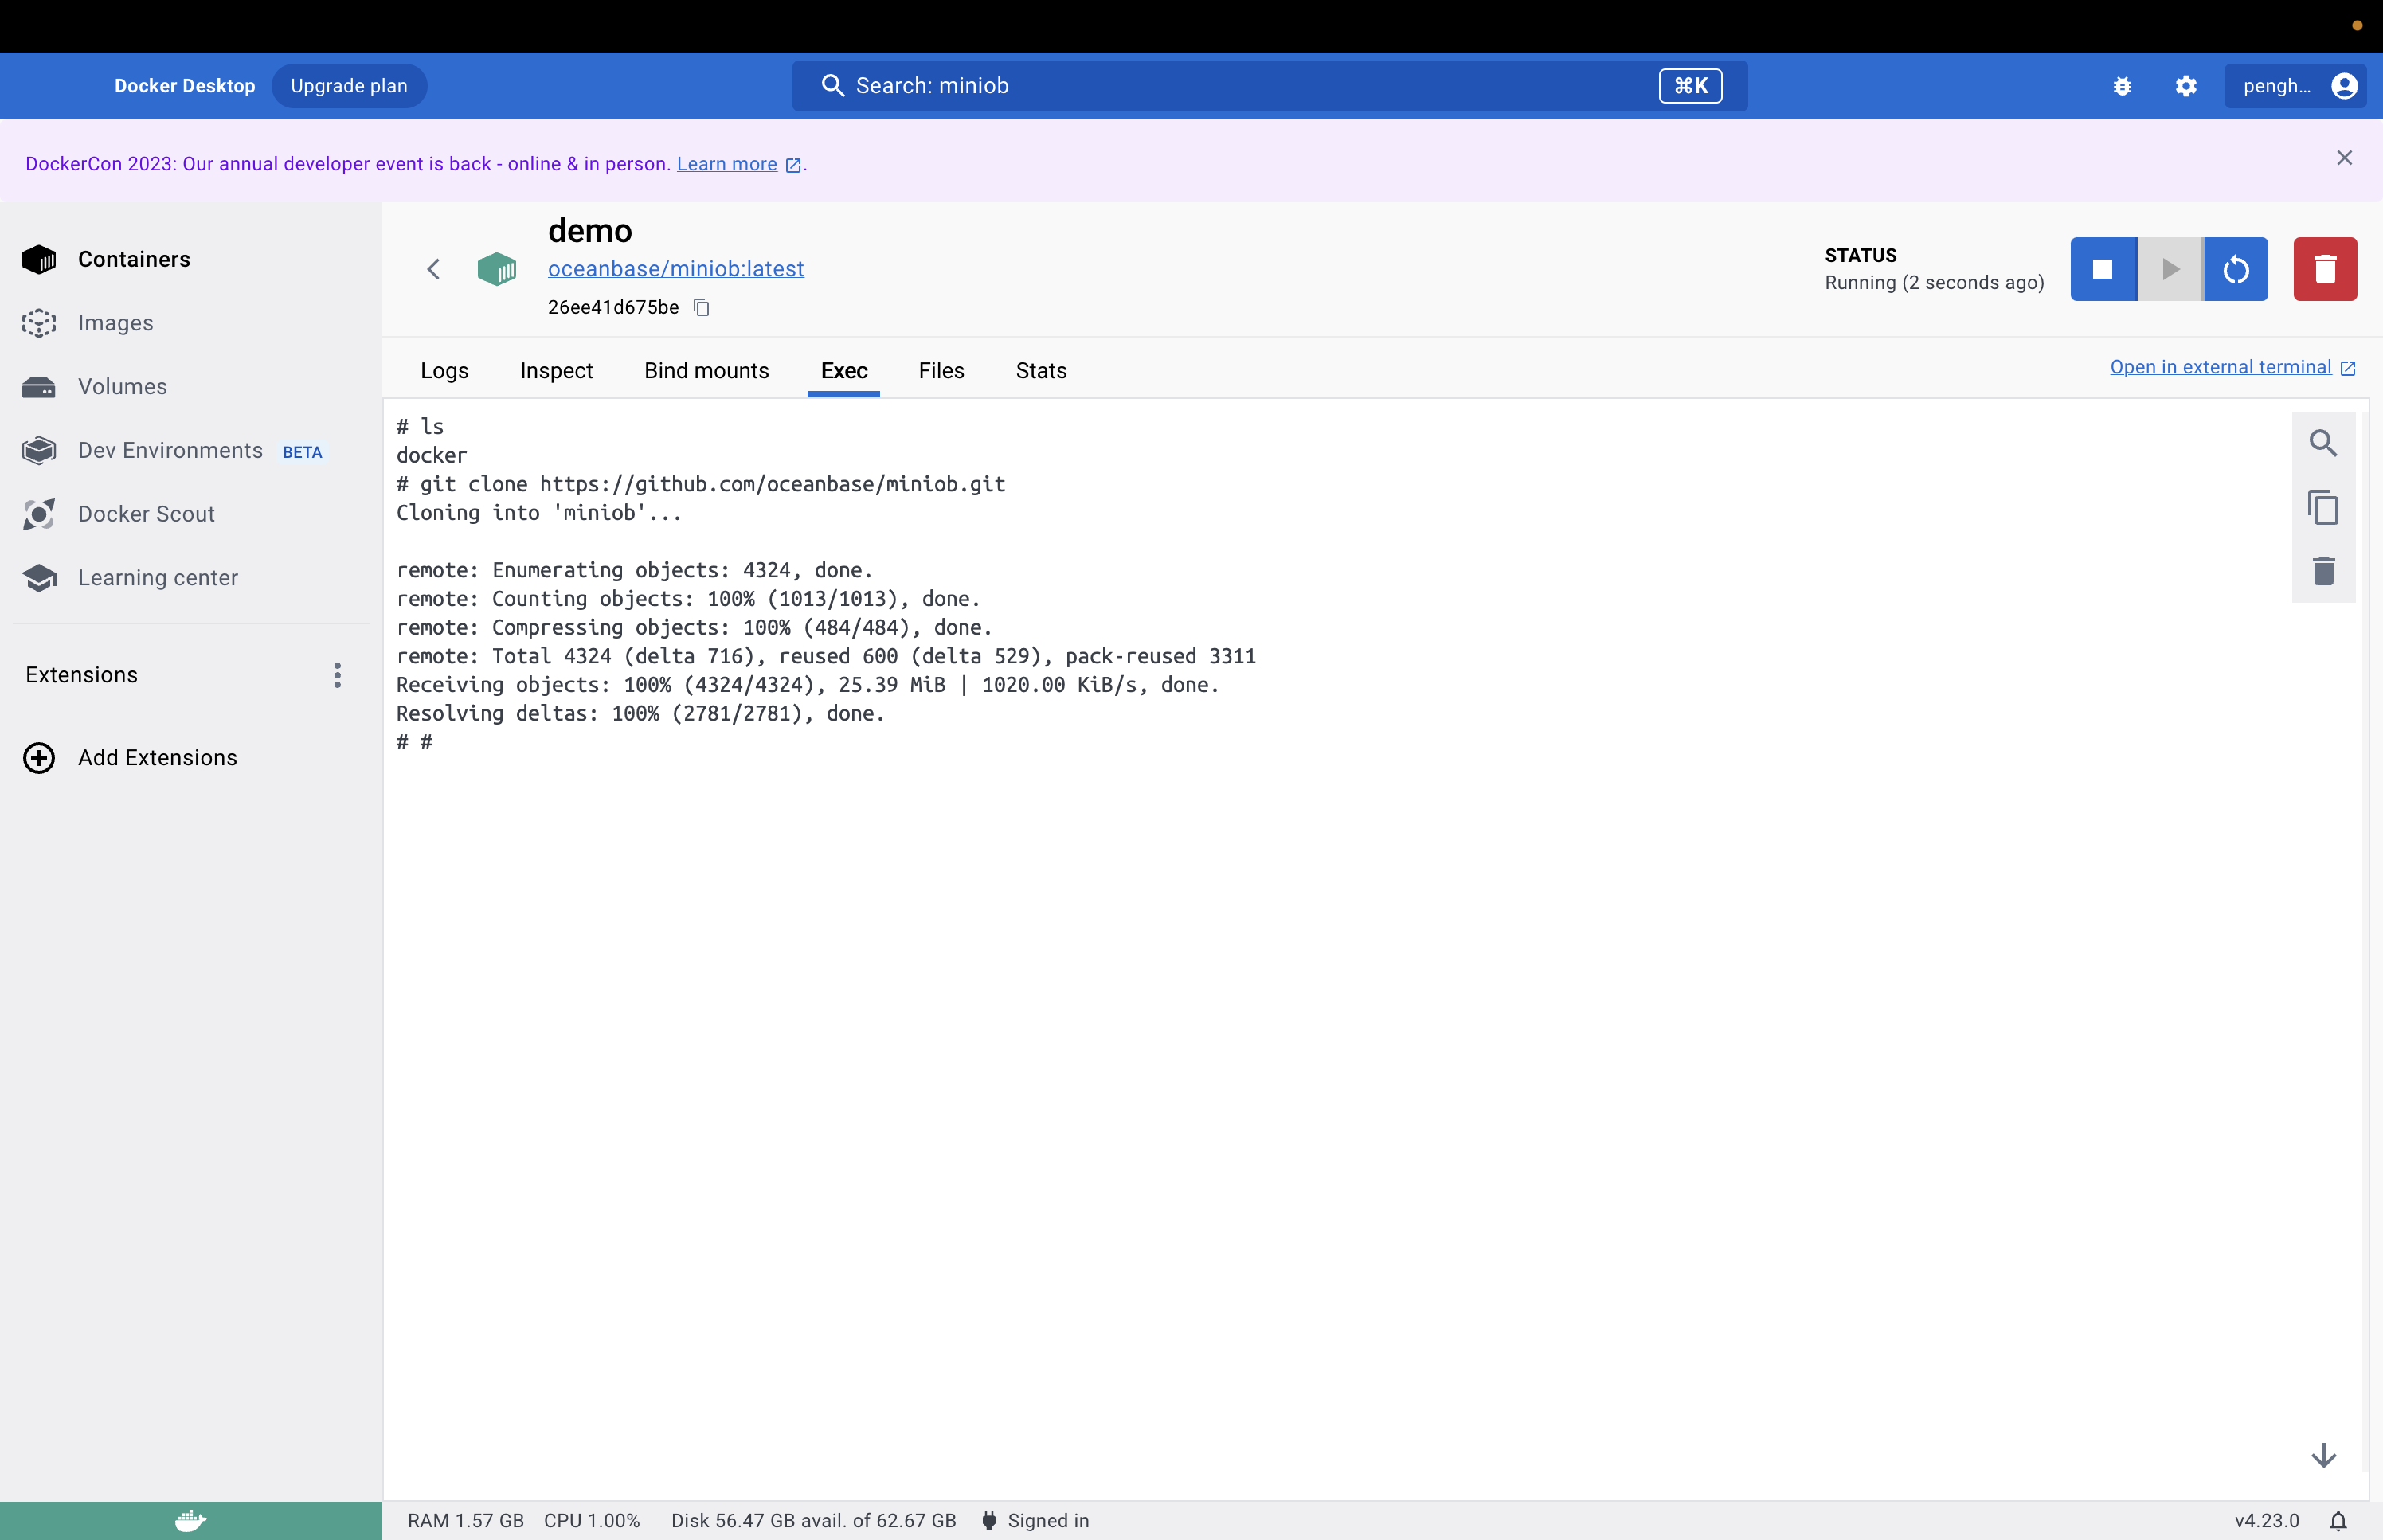 Docker Desktop Upgrade plan Search: miniob ⌘K pengh...
DockerCon 2023: Our annual developer event is back - online & in person. Learn more .
Containers
Images
Volumes
Dev Environments BETA
Docker Scout
Learning center
Extensions
Add Extensions
demo
oceanbase/miniob:latest
26ee41d675be
STATUS
Running (2 seconds ago)
Logs Inspect Bind mounts Exec Files Stats
Open in external terminal
# ls
docker
# git clone https://github.com/oceanbase/miniob.git
Cloning into 'miniob'...
remote: Enumerating objects: 4324, done.
remote: Counting objects: 100% (1013/1013), done.
remote: Compressing objects: 100% (484/484), done.
remote: Total 4324 (delta 716), reused 600 (delta 529), pack-reused 3311
Receiving objects: 100% (4324/4324), 25.39 MiB | 1020.00 KiB/s, done.
Resolving deltas: 100% (2781/2781), done.
# #
RAM 1.57 GB CPU 1.00% Disk 56.47 GB avail. of 62.67 GB Signed in v4.23.0